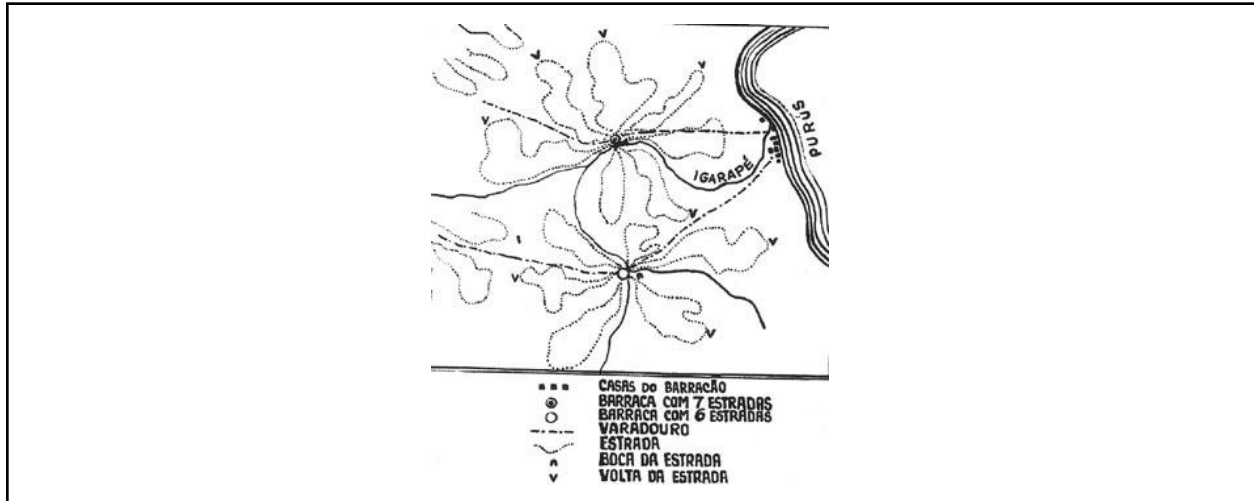 V
V
V
V
V
PURUS
IGARAPÉ
V
V
V
V
CASAS DO BARRACÃO
BARRACA COM 7 ESTRADAS
BARRACA COM 6 ESTRADAS
VARADOURO
ESTRADA
BOCA DA ESTRADA
V VOLTA DA ESTRADA